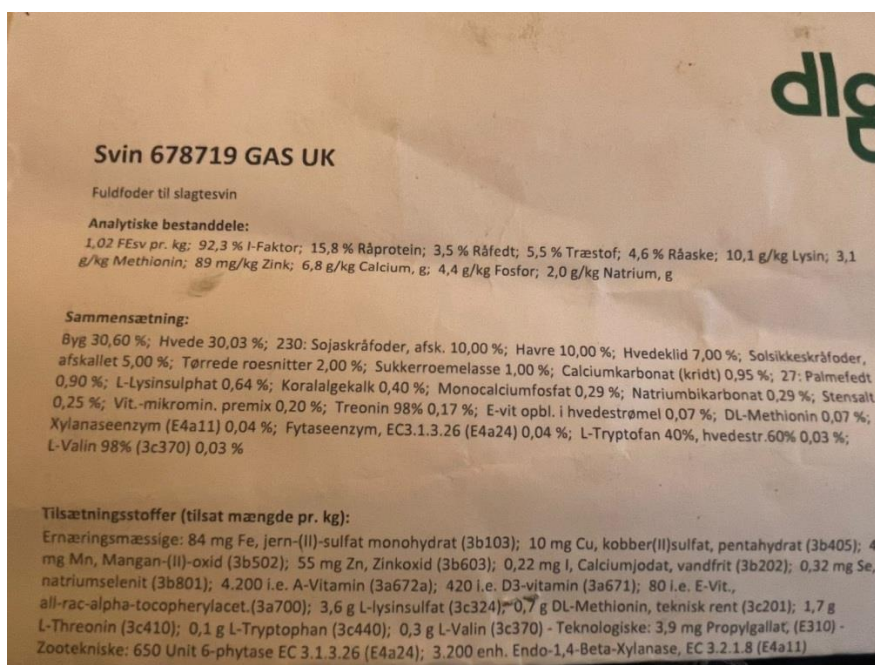 dlg
Svin 678719 GAS UK
Fuldfoder til slagtesvin
Analytiske bestanddele:
1,02 FEsv pr. kg; 92,3 % I-Faktor; 15,8 % Råprotein; 3,5 % Råfedt; 5,5 % Træstof; 4,6 % Råaske; 10,1 g/kg Lysin; 3,1
g/kg Methionin; 89 mg/kg Zink; 6,8 g/kg Calcium, g; 4,4 g/kg Fosfor; 2,0 g/kg Natrium, g
Sammensætning:
Byg 30,60 %; Hvede 30,03 %; 230: Sojaskråfoder, afsk. 10,00 %; Havre 10,00 %; Hvedeklid 7,00 %; Solsikkeskråfoder,
afskallet 5,00 %; Tørrede roesnitter 2,00 %; Sukkerroemelasse 1,00 %; Calciumkarbonat (kridt) 0,95 %; 27: Palmefedt
0,90 %; L-Lysinsulphat 0,64 %; Koralalgekalk 0,40 %; Monocalciumfosfat 0,29 %; Natriumbikarbonat 0,29 %; Stensalt
0,25 %; Vit.-mikromin. premix 0,20 %; Treonin 98% 0,17 %; E-vit opbl. i hvedestrømel 0,07 %; DL-Methionin 0,07 %;
Xylanaseenzym (E4a11) 0,04 %; Fytaseenzym, EC3.1.3.26 (E4a24) 0,04 %; L-Tryptofan 40%, hvedestr.60% 0,03 %;
L-Valin 98% (3c370) 0,03 %
Tilsætningsstoffer (tilsat mængde pr. kg):
Ernæringsmæssige: 84 mg Fe, jern-(II)-sulfat monohydrat (3b103); 10 mg Cu, kobber(II)sulfat, pentahydrat (3b405);
mg Mn, Mangan-(II)-oxid (3b502); 55 mg Zn, Zinkoxid (3b603); 0,22 mg I, Calciumjodat, vandfrit (3b202); 0,32 mg Se,
natriumselenit (3b801); 4.200 i.e. A-Vitamin (3a672a); 420 i.e. D3-vitamin (3a671); 80 i.e. E-Vit.,
all-rac-alpha-tocopherylacet.(3a700); 3,6 g L-lysinsulfat (3c324); 0,7 g DL-Methionin, teknisk rent (3c201); 1,7 g
L-Threonin (3c410); 0,1 g L-Tryptophan (3c440); 0,3 g L-Valin (3c370) - Teknologiske: 3,9 mg Propylgallat, (E310) -
Zootekniske: 650 Unit 6-phytase EC 3.1.3.26 (E4a24); 3.200 enh. Endo-1,4-Beta-Xylanase, EC 3.2.1.8 (E4a11)